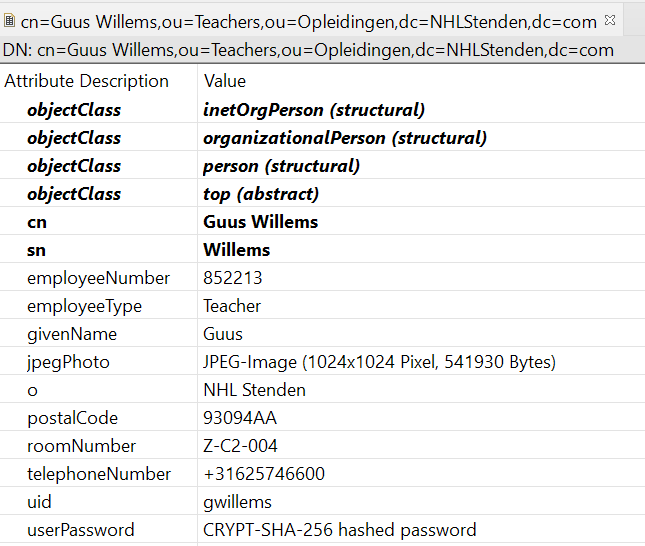 cn=Guus Willems,ou=Teachers,ou=Opleidingen,dc=NHLStenden,dc=com
DN: cn=Guus Willems,ou=Teachers,ou=Opleidingen,dc=NHLStenden,dc=com
Attribute Description Value
objectClass inetOrgPerson (structural)
objectClass organizationalPerson (structural)
objectClass person (structural)
objectClass top (abstract)
cn Guus Willems
sn Willems
employeeNumber 852213
employeeType Teacher
givenName Guus
jpegPhoto JPEG-Image (1024x1024 Pixel, 541930 Bytes)
o NHL Stenden
postalCode 93094AA
roomNumber Z-C2-004
telephoneNumber +31625746600
uid gwillems
userPassword CRYPT-SHA-256 hashed password